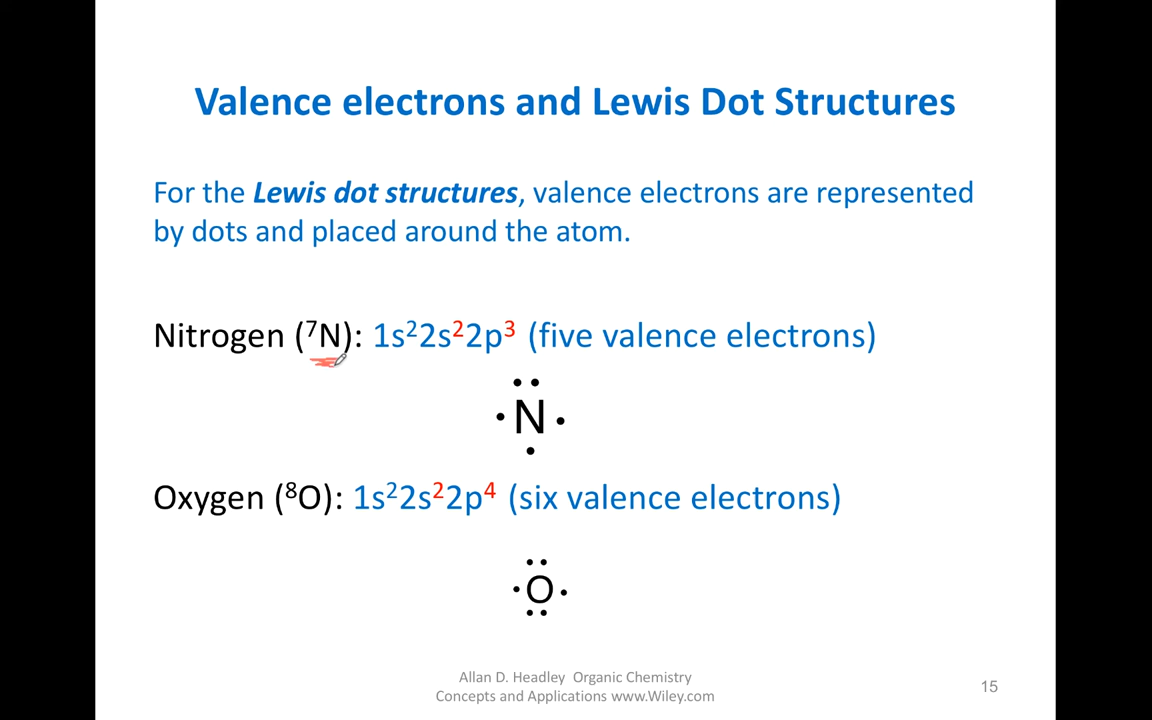 Valence electrons and Lewis Dot Structures
For the Lewis dot structures, valence electrons are represented
by dots and placed around the atom.
Nitrogen (⁷N): 1s²2s²2p³ (five valence electrons)
N
Oxygen (⁸O): 1s²2s²2p⁴ (six valence electrons)
O
Allan D. Headley Organic Chemistry
Concepts and Applications www.Wiley.com
15